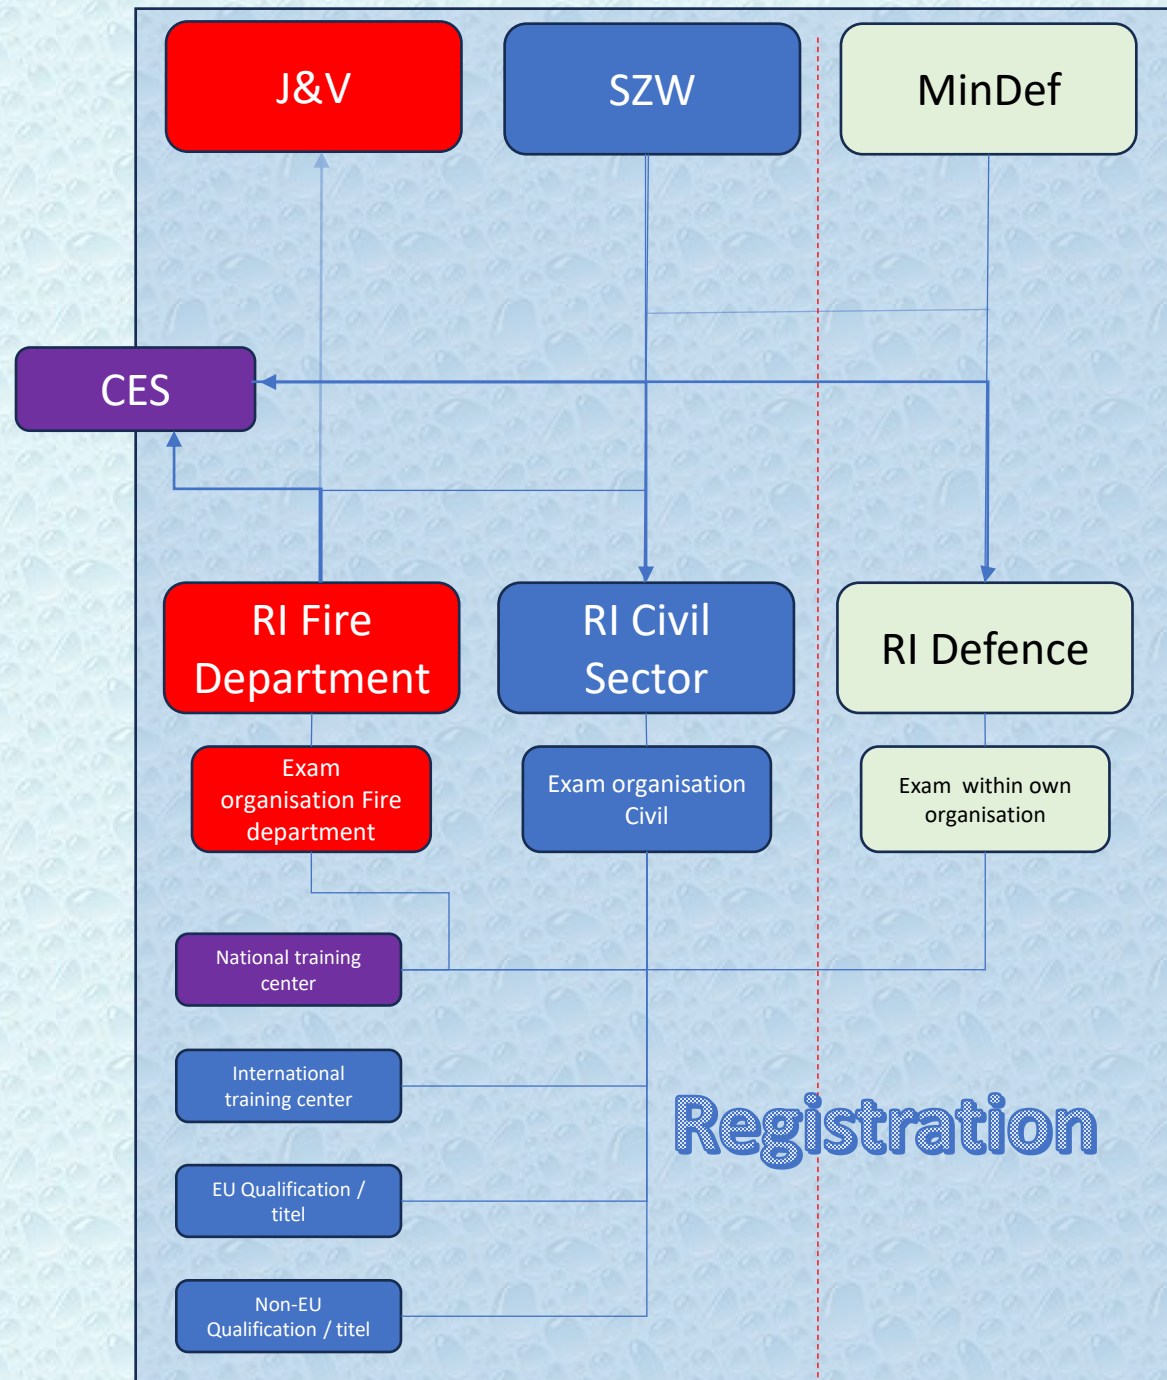 J&V
SZW
MinDef
CES
RI Fire
Department
RI Civil
Sector
RI Defence
Exam
organisation Fire
department
Exam organisation
Civil
Exam within own
organisation
National training
center
International
training center
Registration
EU Qualification /
titel
Non-EU
Qualification / titel